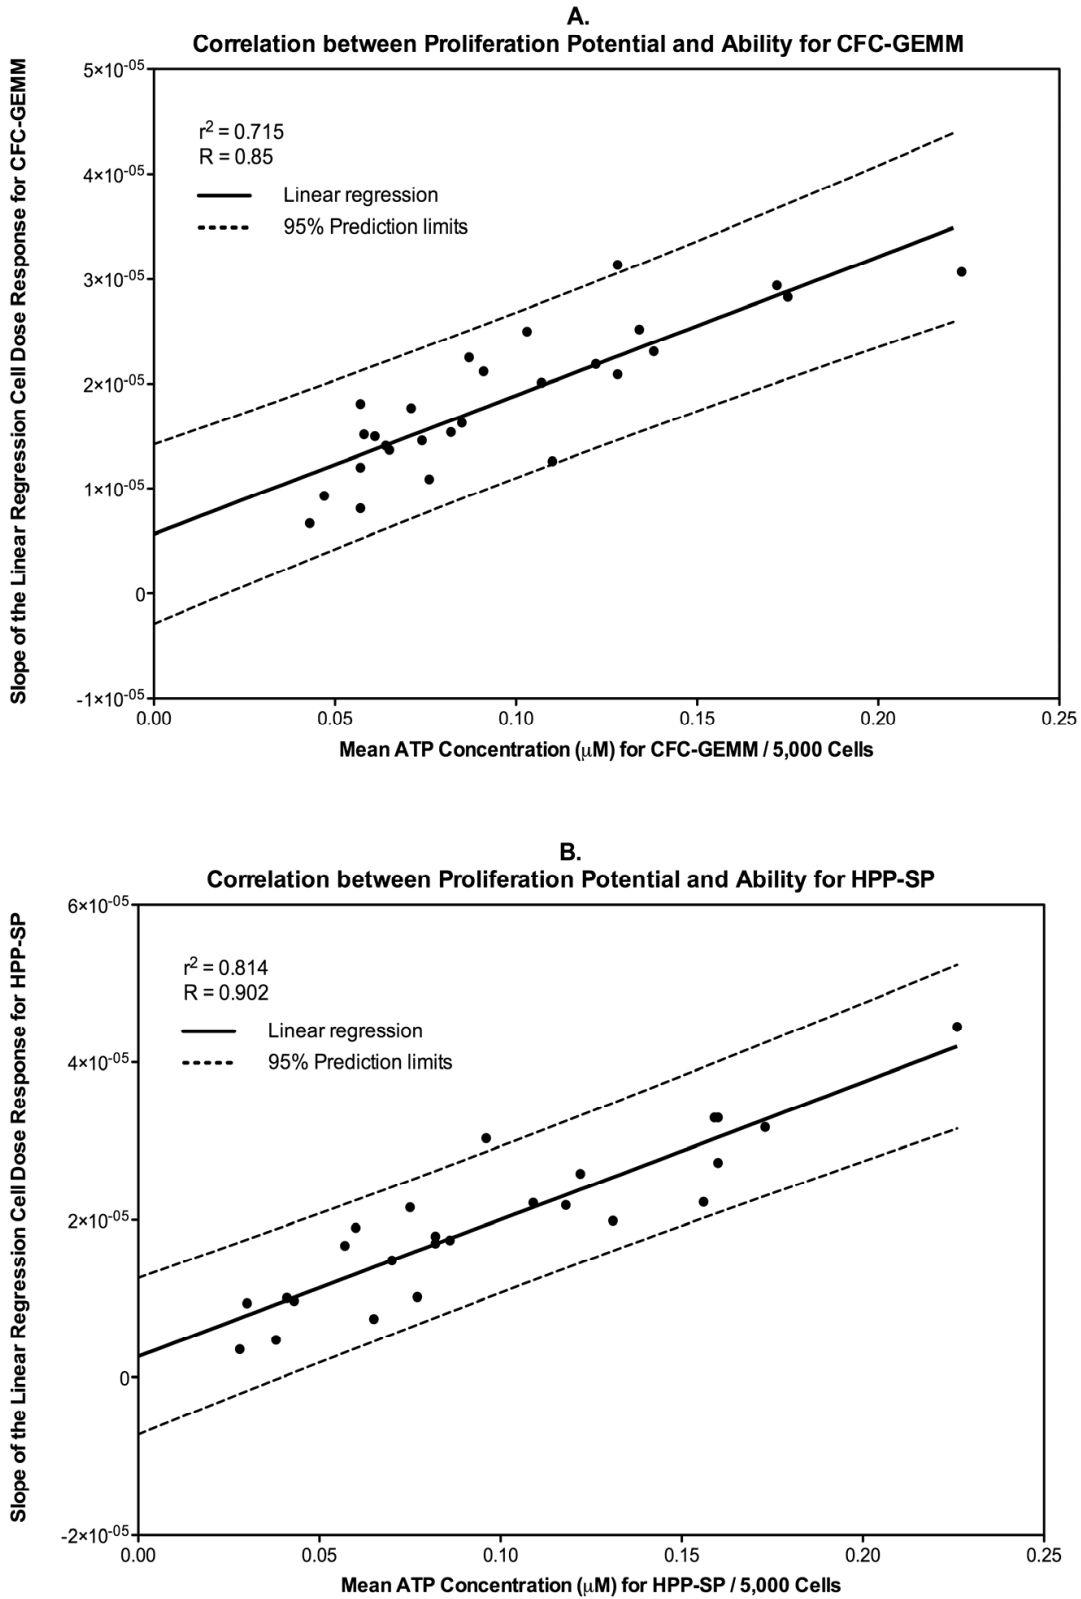 A.
Correlation between Proliferation Potential and Ability for CFC-GEMM
Slope of the Linear Regression Cell Dose Response for CFC-GEMM
5×10⁻⁰⁵
4×10⁻⁰⁵
3×10⁻⁰⁵
2×10⁻⁰⁵
1×10⁻⁰⁵
0
-1×10⁻⁰⁵
r² = 0.715
R = 0.85
Linear regression
95% Prediction limits
0.00 0.05 0.10 0.15 0.20 0.25
Mean ATP Concentration (μM) for CFC-GEMM / 5,000 Cells
B.
Correlation between Proliferation Potential and Ability for HPP-SP
Slope of the Linear Regression Cell Dose Response for HPP-SP
6×10⁻⁰⁵
4×10⁻⁰⁵
2×10⁻⁰⁵
0
-2×10⁻⁰⁵
r² = 0.814
R = 0.902
Linear regression
95% Prediction limits
0.00 0.05 0.10 0.15 0.20 0.25
Mean ATP Concentration (μM) for HPP-SP / 5,000 Cells